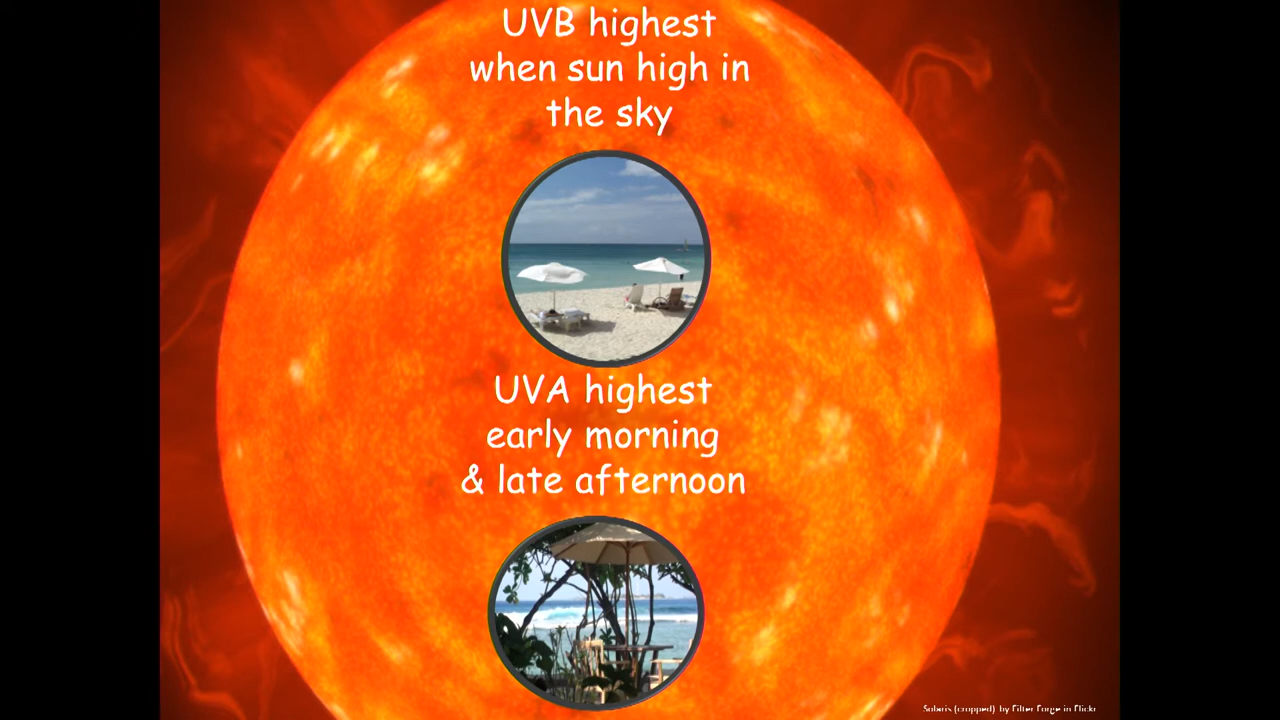 UVB highest
when sun high in
the sky
UVA highest
early morning
& late afternoon
Solaris (cropped) by Filter Forge in Flickr